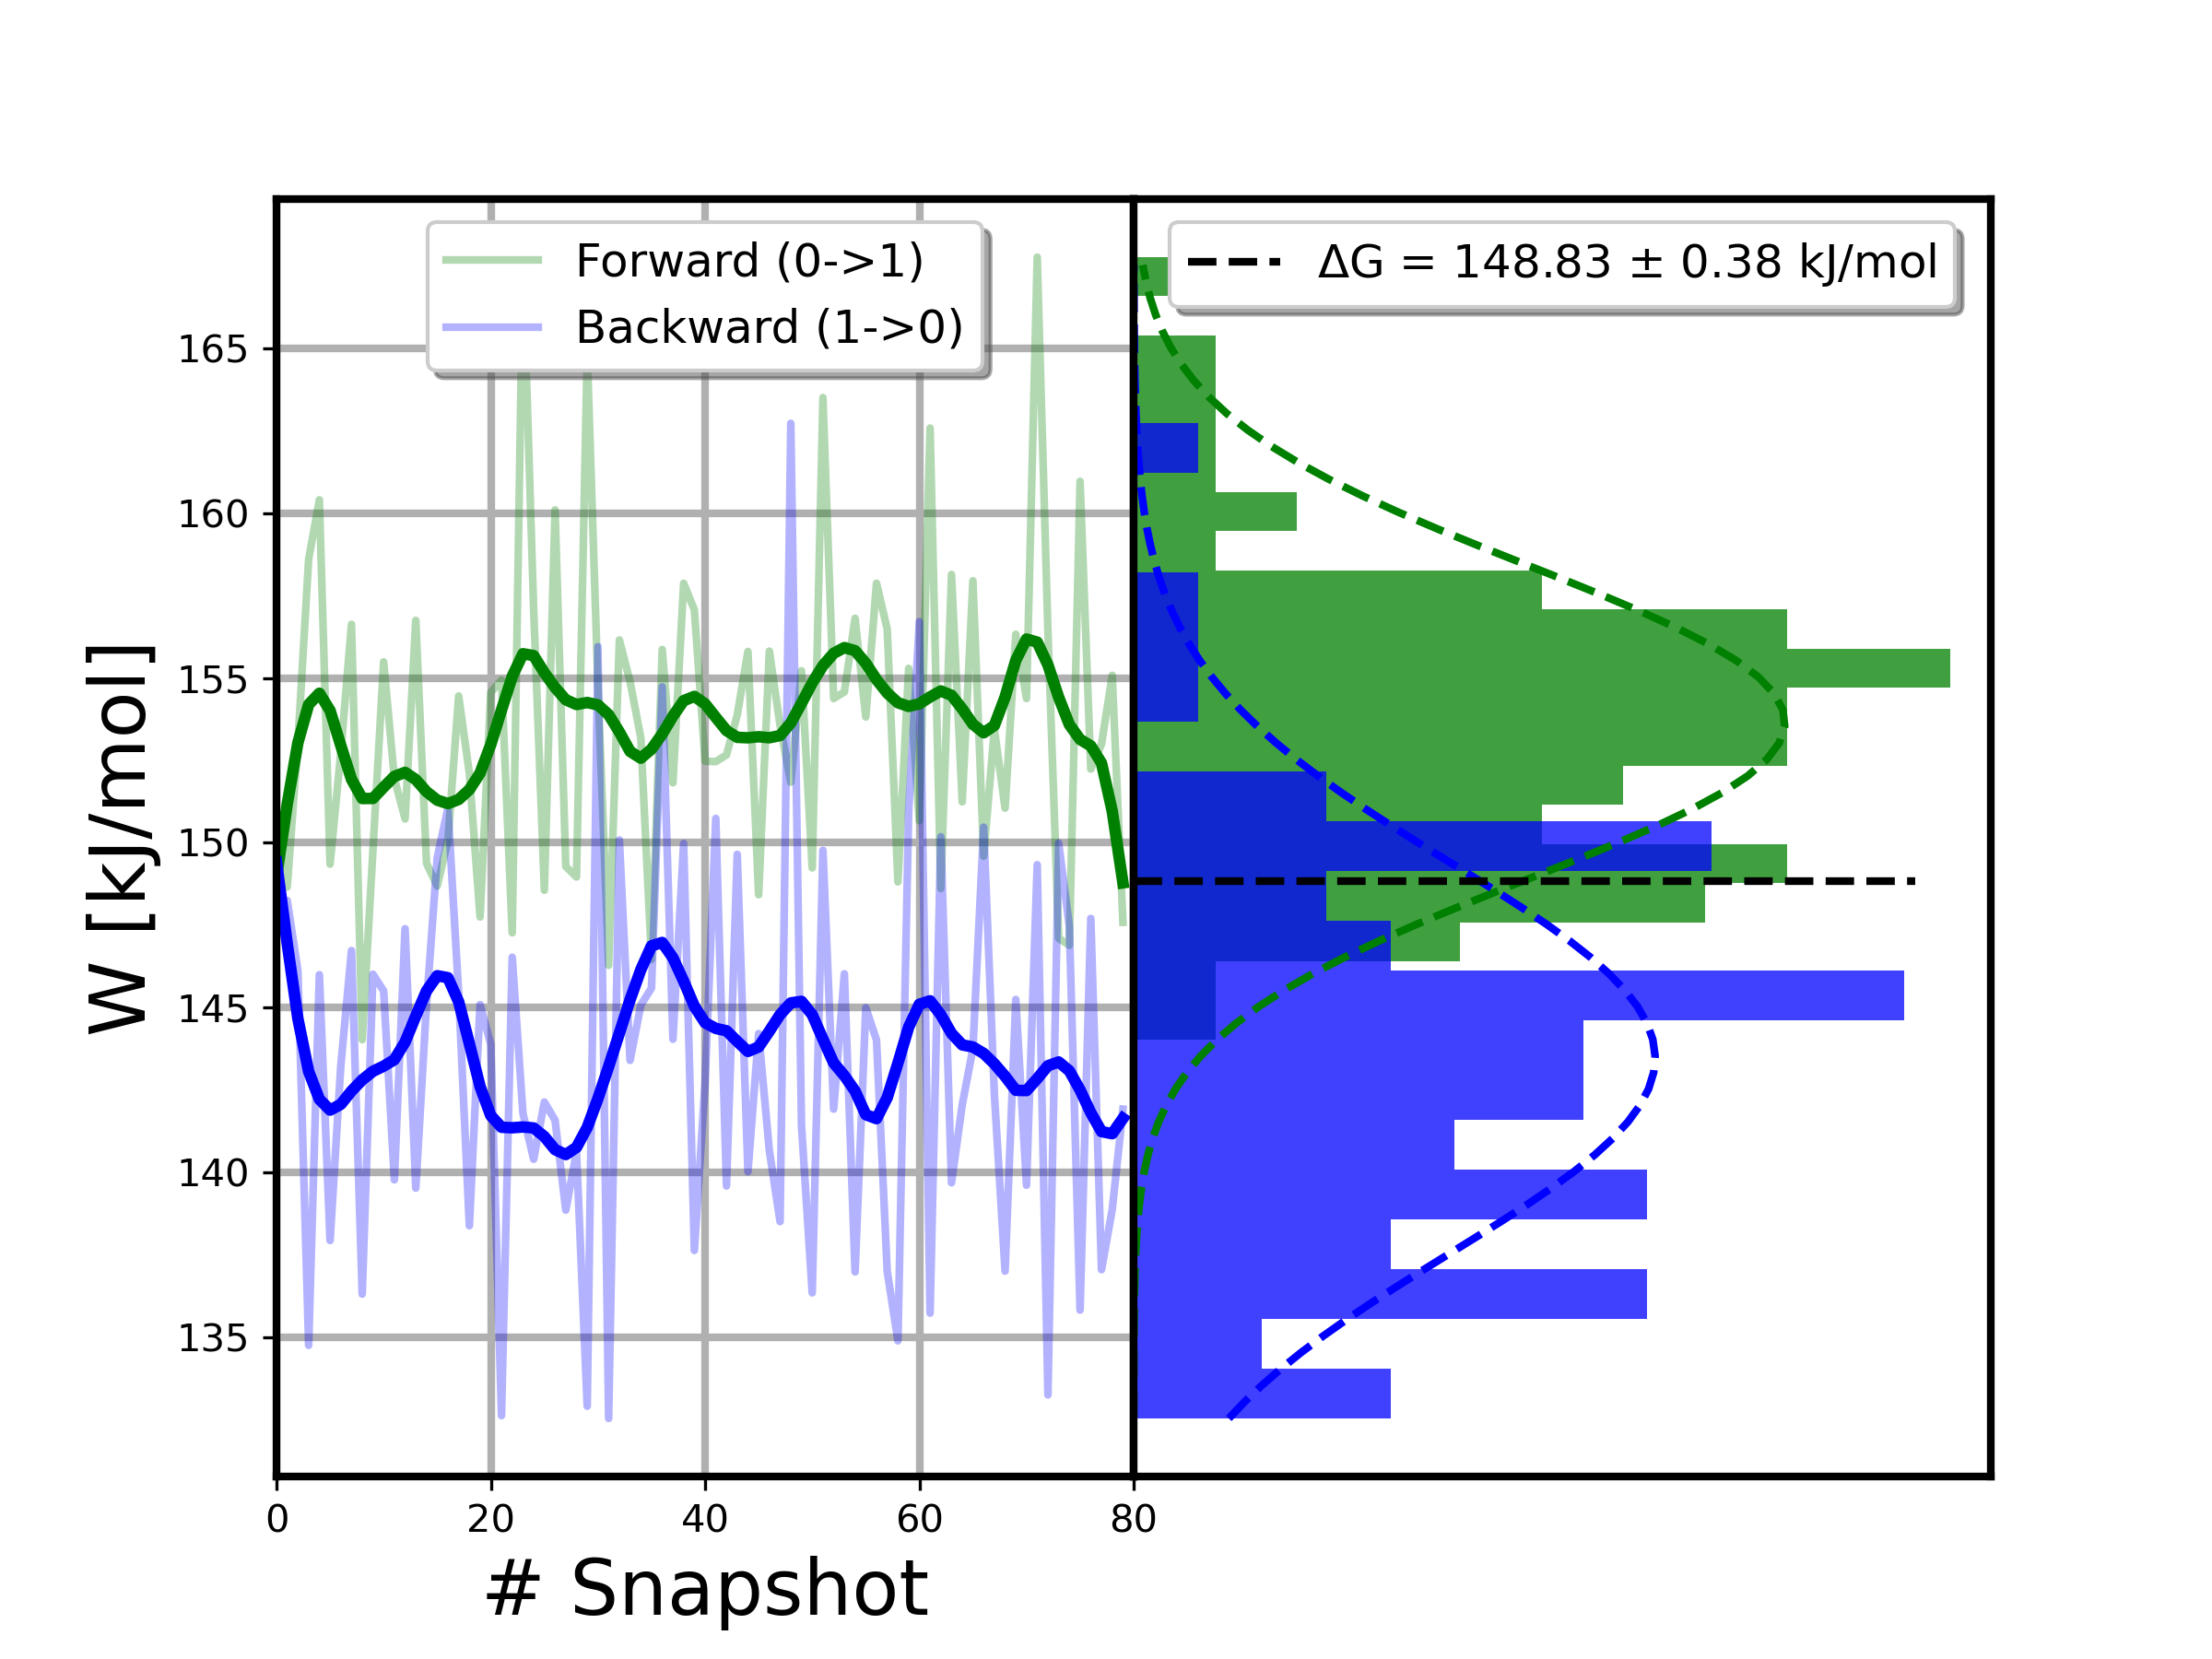 Forward (0->1)
Backward (1->0)
ΔG = 148.83 ± 0.38 kJ/mol
W [kJ/mol]
165
160
155
150
145
140
135
0 20 40 60 80
# Snapshot